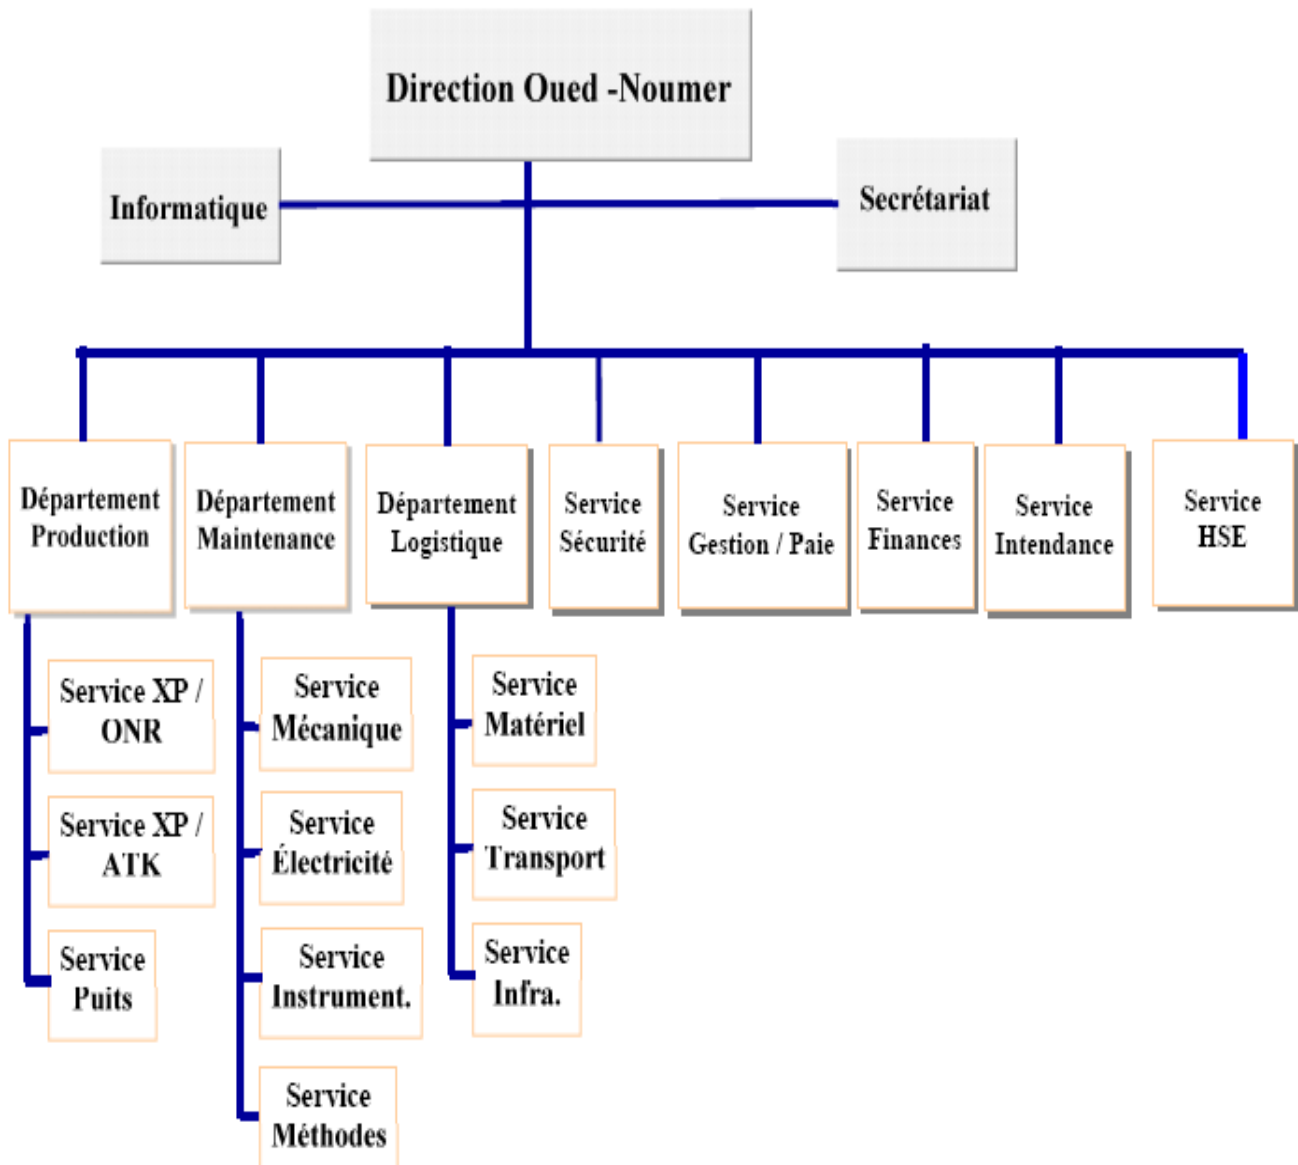 Direction Oued -Noumer
Informatique
Secrétariat
Département
Production
Département
Maintenance
Département
Logistique
Service
Sécurité
Service
Gestion / Paie
Service
Finances
Service
Intendance
Service
HSE
Service XP /
ONR
Service XP /
ATK
Service
Puits
Service
Mécanique
Service
Électricité
Service
Instrument.
Service
Méthodes
Service
Matériel
Service
Transport
Service
Infra.